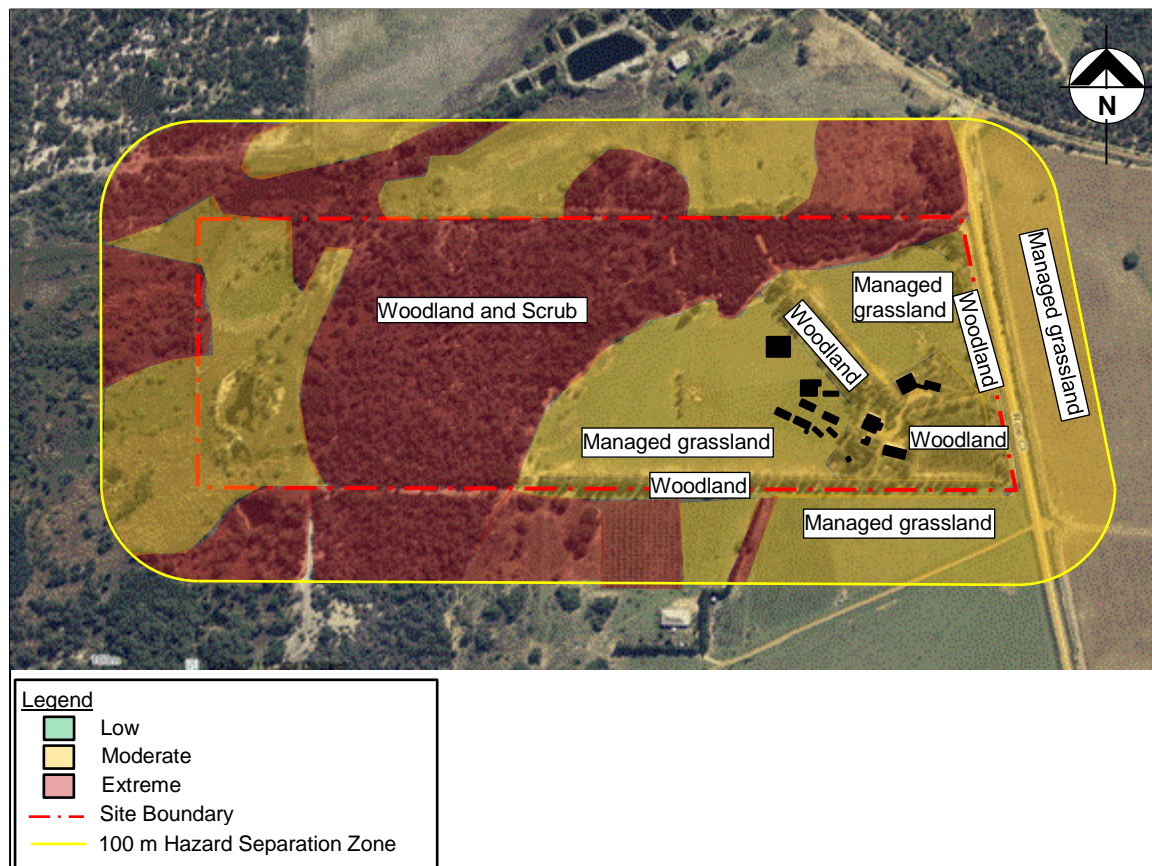 N
Managed
grassland
Managed grassland
Woodland
Woodland and Scrub
Woodland
Managed grassland
Woodland
Woodland
Managed grassland
Legend
Low
Moderate
Extreme
Site Boundary
100 m Hazard Separation Zone